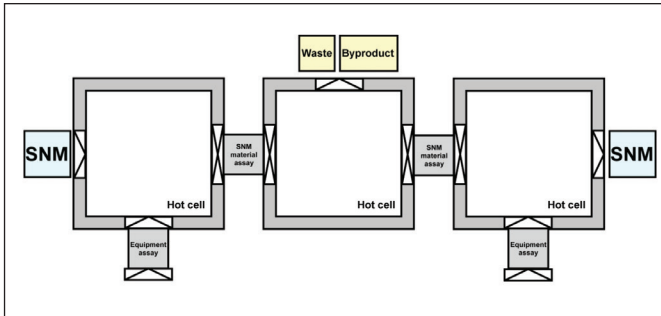 Waste
Byproduct
SNM
SNM
material
assay
SNM
material
assay
SNM
Hot cell
Hot cell
Hot cell
Equipment
assay
Equipment
assay